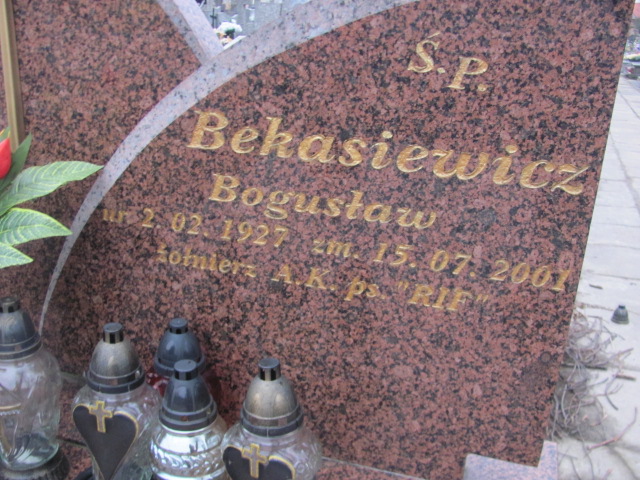 Ś.P.
Bekasiewicz
Bogusław
ur. 2. 02. 1927 zm. 15. 07. 2001
żołnierz A.K. ps. "RIF"